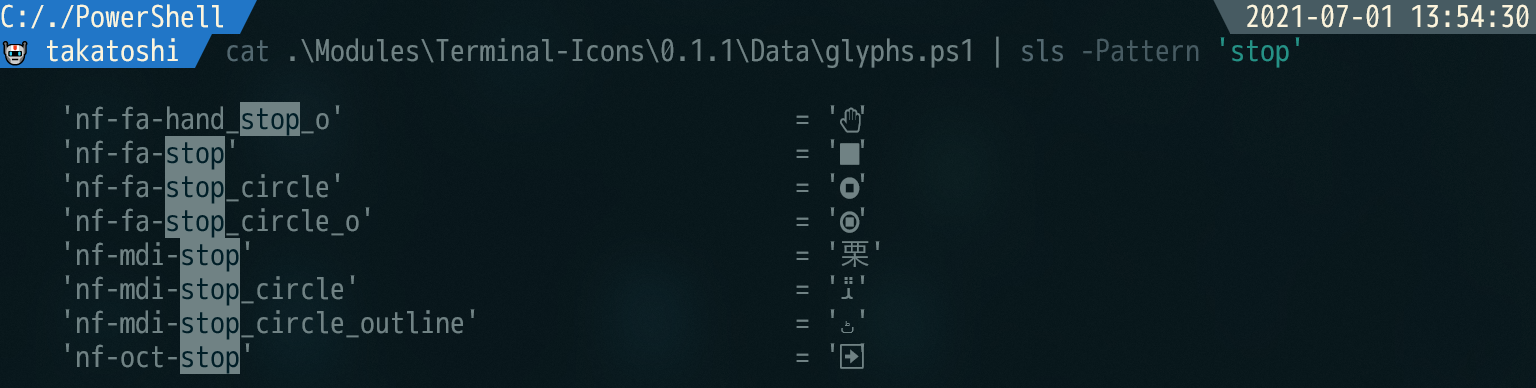 C:/./PowerShell 2021-07-01 13:54:30
takatoshi cat .\Modules\Terminal-Icons\0.1.1\Data\glyphs.ps1 | sls -Pattern 'stop'
'nf-fa-hand_stop_o' = ''
'nf-fa-stop' = '■'
'nf-fa-stop_circle' = ''
'nf-fa-stop_circle_o' = ''
'nf-mdi-stop' = '栗'
'nf-mdi-stop_circle' = ''
'nf-mdi-stop_circle_outline' = 'ﭨ'
'nf-oct-stop' = ''